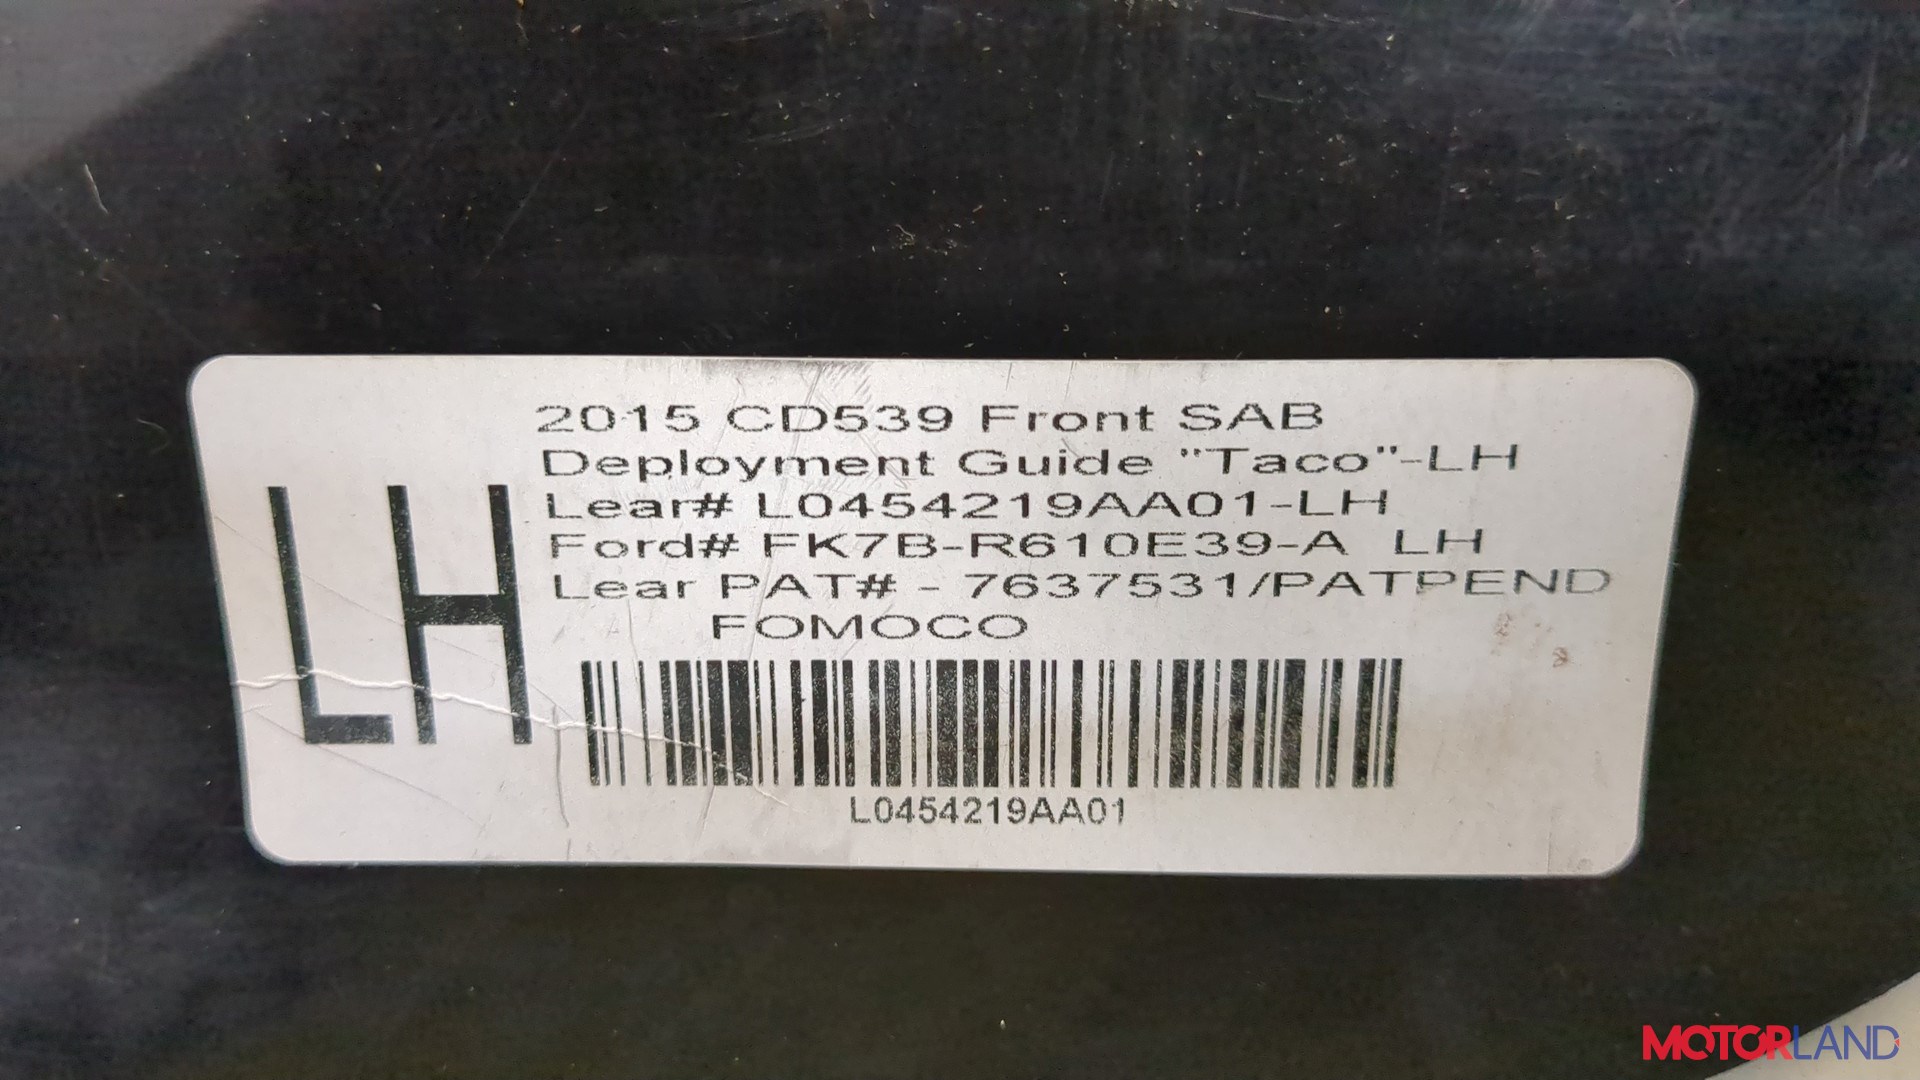 LH
2015 CD539 Front SAB
Deployment Guide "Taco"-LH
Lear# L0454219AA01-LH
Ford# FK7B-R610E39-A LH
Lear PAT# - 7637531/PATPEND
FOMOCO
L0454219AA01
MOTORLAND